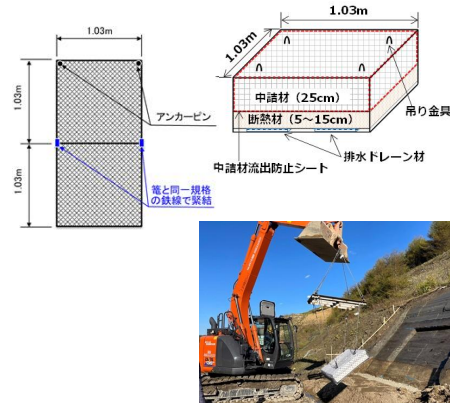 1.03m
1.03m
1.03m
アンカーピン
篭と同一規格
の鉄線で緊結
1.03m
1.03m
中詰材（25cm）
断熱材（5～15cm）
吊り金具
排水ドレーン材
中詰材流出防止シート